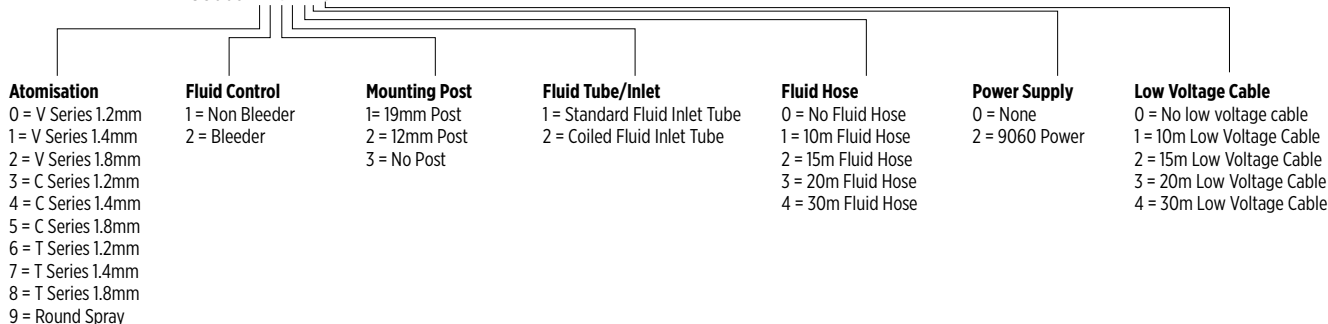 Atomisation
0 = V Series 1.2mm
1 = V Series 1.4mm
2 = V Series 1.8mm
3 = C Series 1.2mm
4 = C Series 1.4mm
5 = C Series 1.8mm
6 = T Series 1.2mm
7 = T Series 1.4mm
8 = T Series 1.8mm
9 = Round Spray
Fluid Control
1 = Non Bleeder
2 = Bleeder
Mounting Post
1= 19mm Post
2 = 12mm Post
3 = No Post
Fluid Tube/Inlet
1 = Standard Fluid Inlet Tube
2 = Coiled Fluid Inlet Tube
Fluid Hose
0 = No Fluid Hose
1 = 10m Fluid Hose
2 = 15m Fluid Hose
3 = 20m Fluid Hose
4 = 30m Fluid Hose
Power Supply
0 = None
2 = 9060 Power
Low Voltage Cable
0 = No low voltage cable
1 = 10m Low Voltage Cable
2 = 15m Low Voltage Cable
3 = 20m Low Voltage Cable
4 = 30m Low Voltage Cable